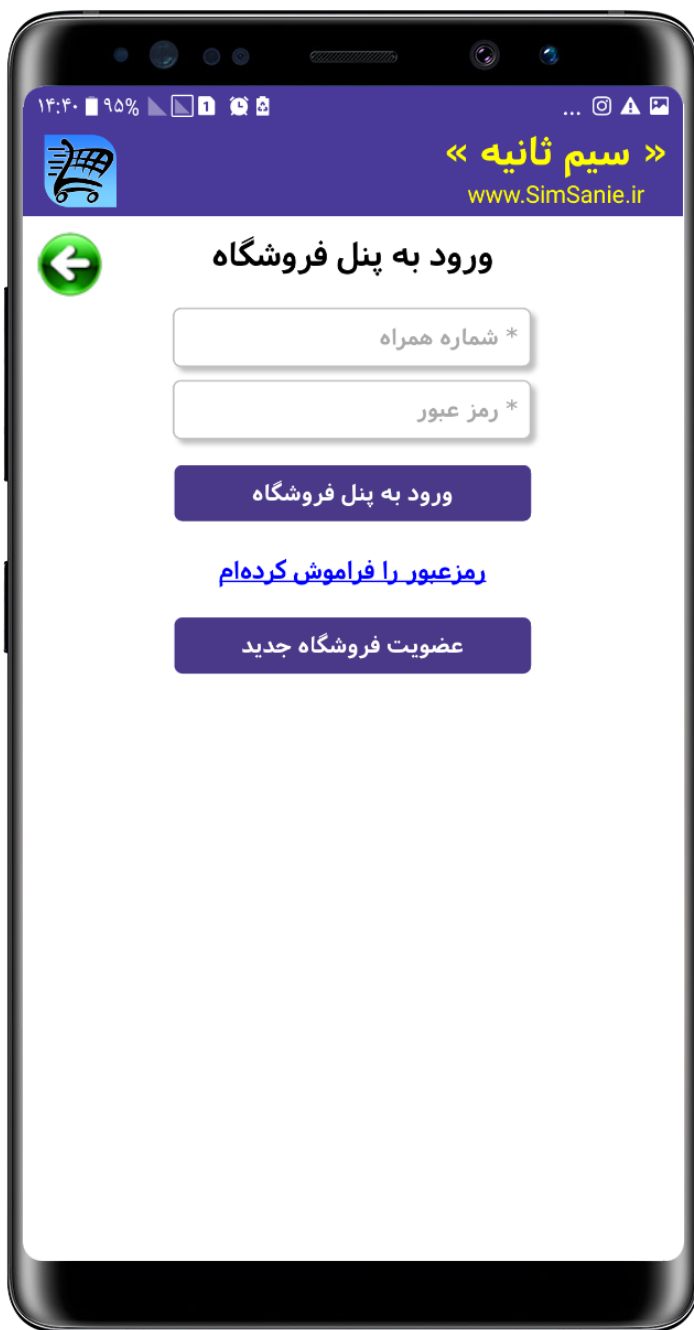 ۱۴:۴۰ ۹۵% 1 ...
« سیم ثانیه »
www.SimSanie.ir
ورود به پنل فروشگاه
* شماره همراه
* رمز عبور
ورود به پنل فروشگاه
رمزعبور را فراموش کرده‌ام
عضویت فروشگاه جدید